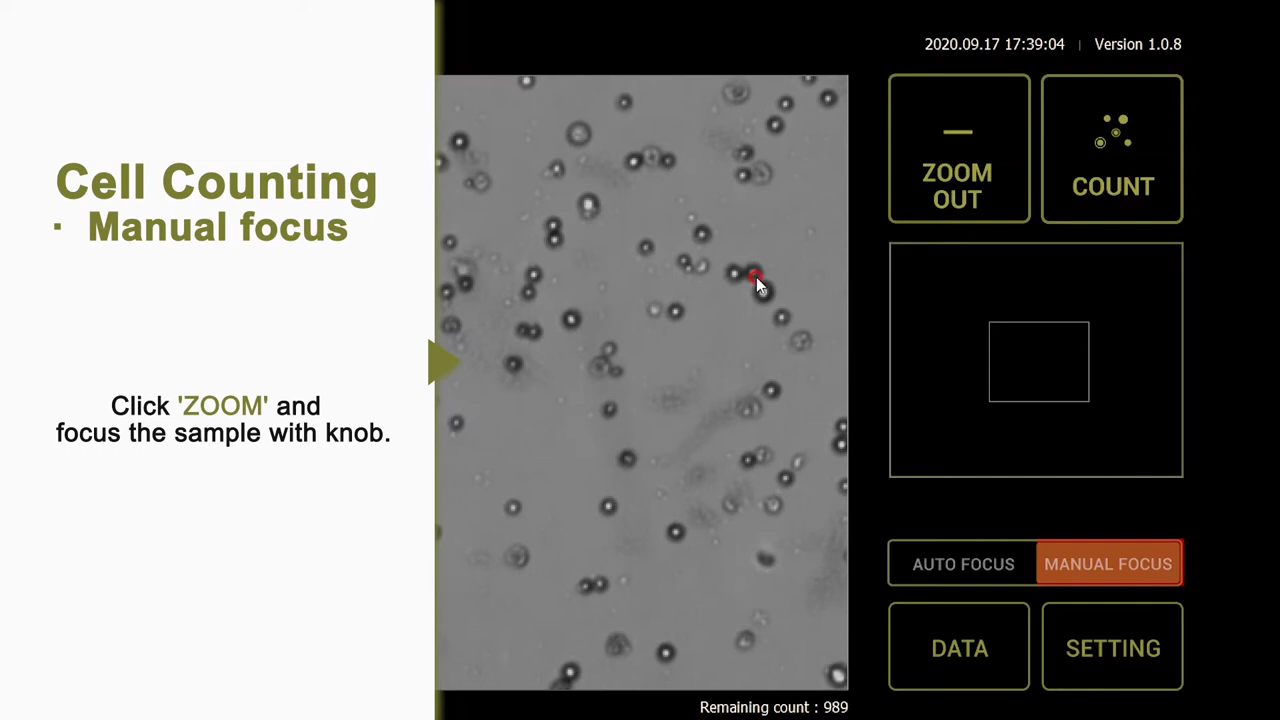 Cell Counting
· Manual focus
Click 'ZOOM' and
focus the sample with knob.
2020.09.17 17:39:04 | Version 1.0.8
ZOOM
OUT
COUNT
AUTO FOCUS
MANUAL FOCUS
DATA
SETTING
Remaining count : 989